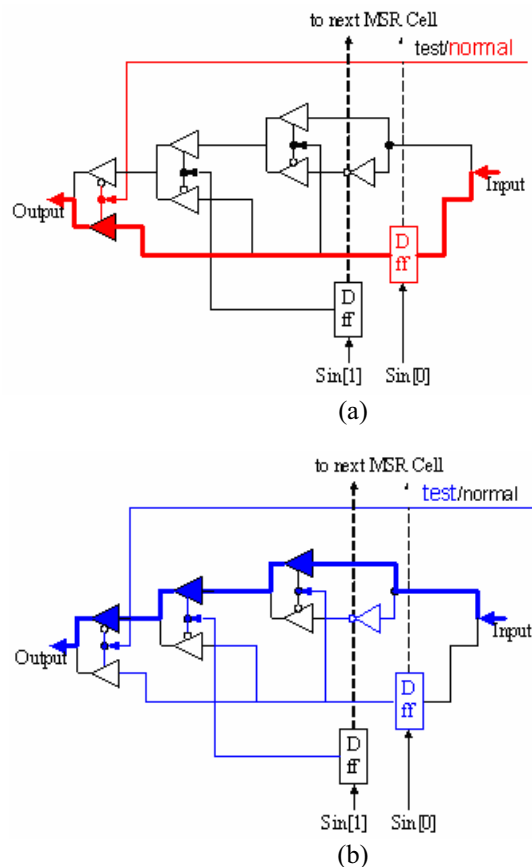 to next MSR Cell
test/normal
Input
Output
D
ff
D
ff
Sin[1] Sin[0]
(a)
to next MSR Cell
test/normal
Input
Output
D
ff
D
ff
Sin[1] Sin[0]
(b)